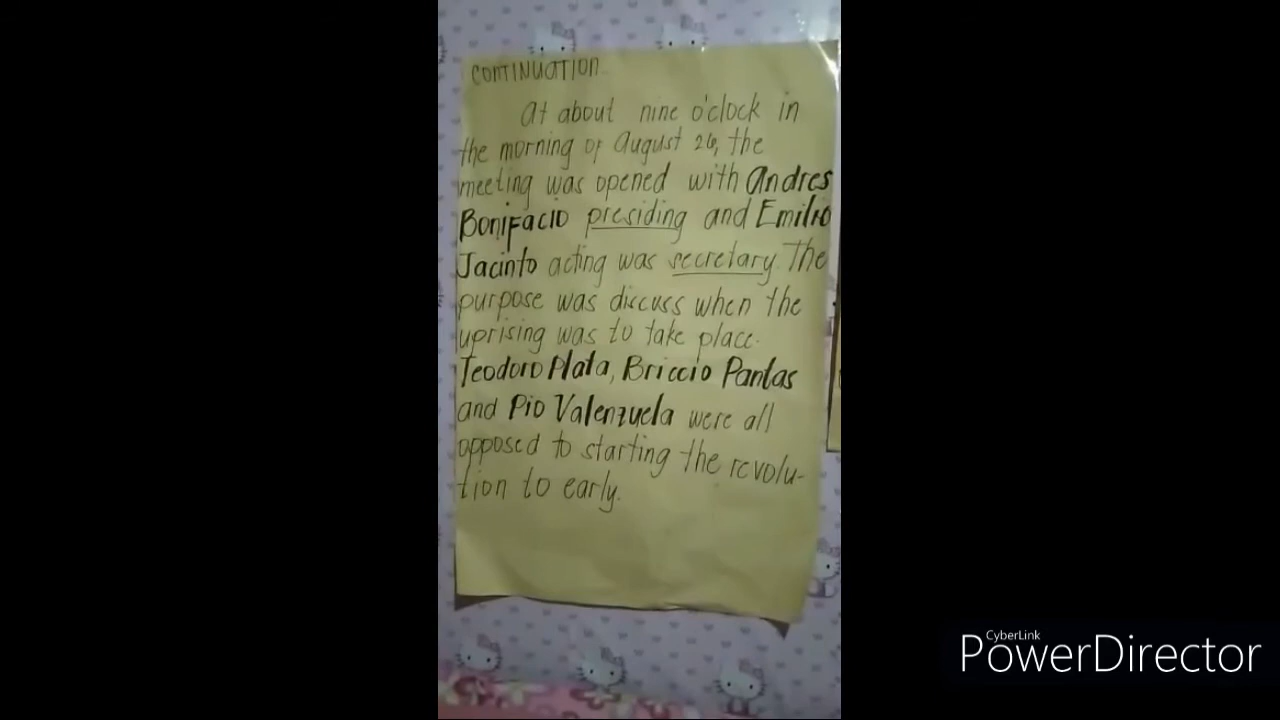 CONTINUATION..
At about nine o'clock in
the morning of August 26, the
meeting was opened with Andres
Bonifacio presiding and Emilio
Jacinto acting was secretary. The
purpose was discuss when the
uprising was to take place.
Teodoro Plata, Briccio Pantas
and Pio Valenzuela were all
opposed to starting the revolu-
tion to early.
CyberLink
PowerDirector